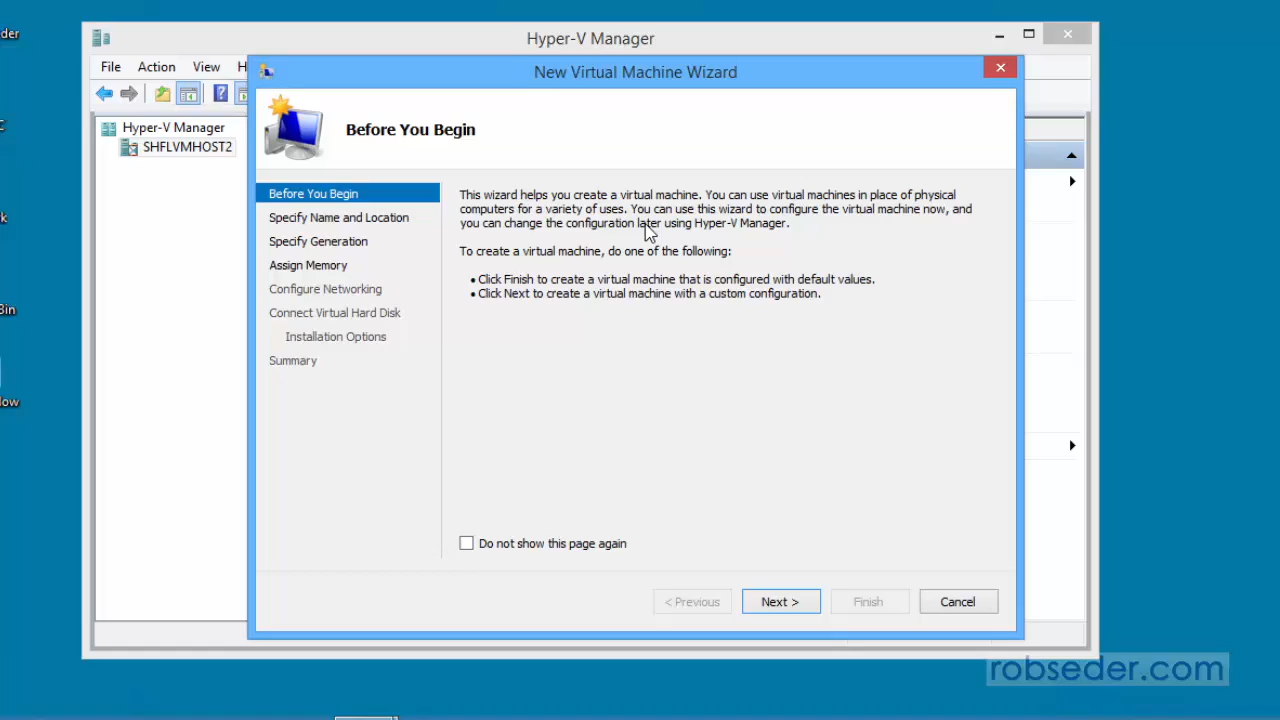 der
Hyper-V Manager
File Action View H
New Virtual Machine Wizard
Before You Begin
Hyper-V Manager
SHFLVMHOST2
Before You Begin
Specify Name and Location
Specify Generation
Assign Memory
Configure Networking
Connect Virtual Hard Disk
Installation Options
Summary
This wizard helps you create a virtual machine. You can use virtual machines in place of physical
computers for a variety of uses. You can use this wizard to configure the virtual machine now, and
you can change the configuration later using Hyper-V Manager.
To create a virtual machine, do one of the following:
• Click Finish to create a virtual machine that is configured with default values.
• Click Next to create a virtual machine with a custom configuration.
Bin
Do not show this page again
< Previous
Next >
Finish
Cancel
robseder.com